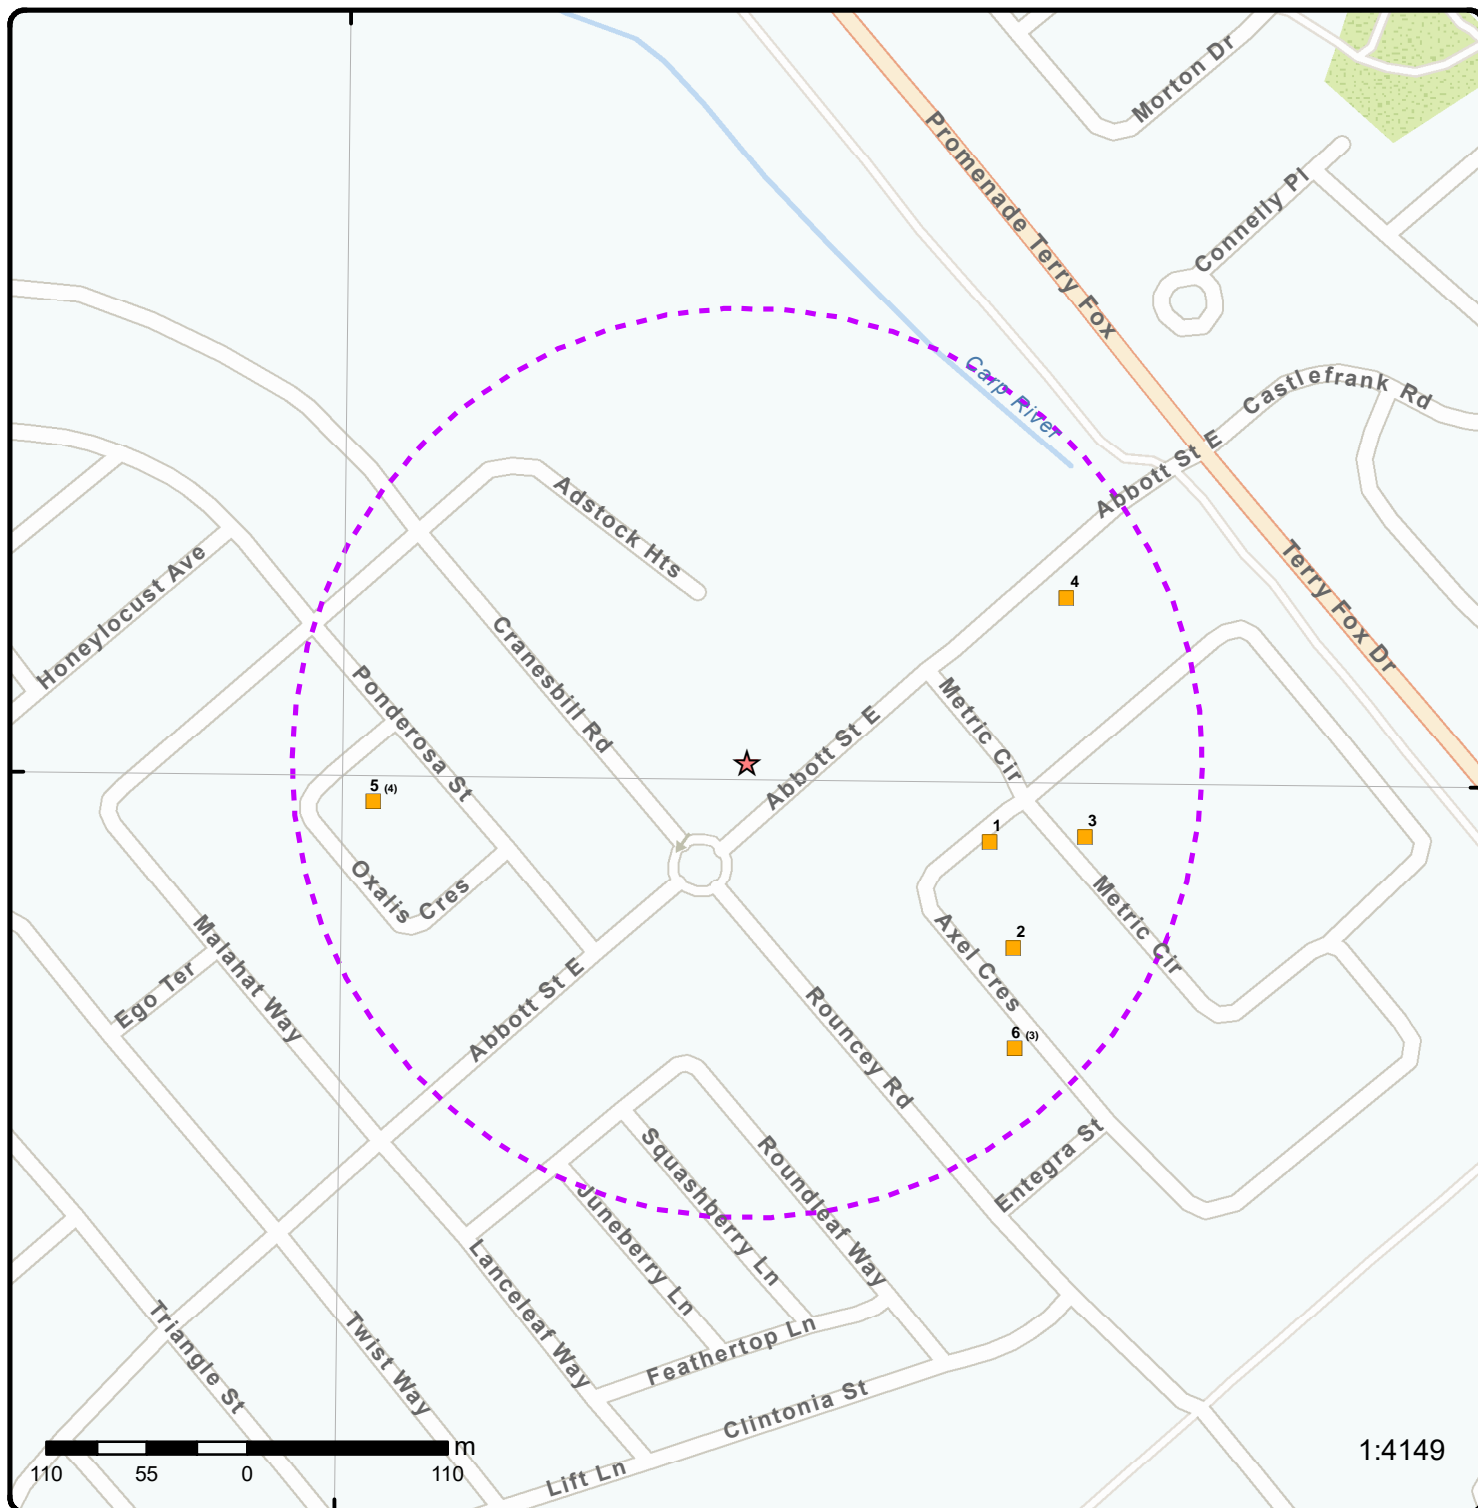 Morton Dr
Promenade Terry Fox
Connelly Pl
Carp River
Castlefrank Rd
Abbott St E
Adstock Hts
Honeylocust Ave
Terry Fox Dr
4
Cranesbill Rd
Ponderosa St
Metric Cir
Abbott St E
5 (4)
1
3
Oxalis Cres
Metric Cir
2
Axel Cres
Malahat Way
Ego Ter
Abbott St E
Rouncey Rd
6 (3)
Entegra St
Squashberry Ln
Roundleaf Way
Juneberry Ln
Lanceleaf Way
Triangle St
Twist Way
Feathertop Ln
Clintonia St
Lift Ln
m
110 55 0 110
1:4149